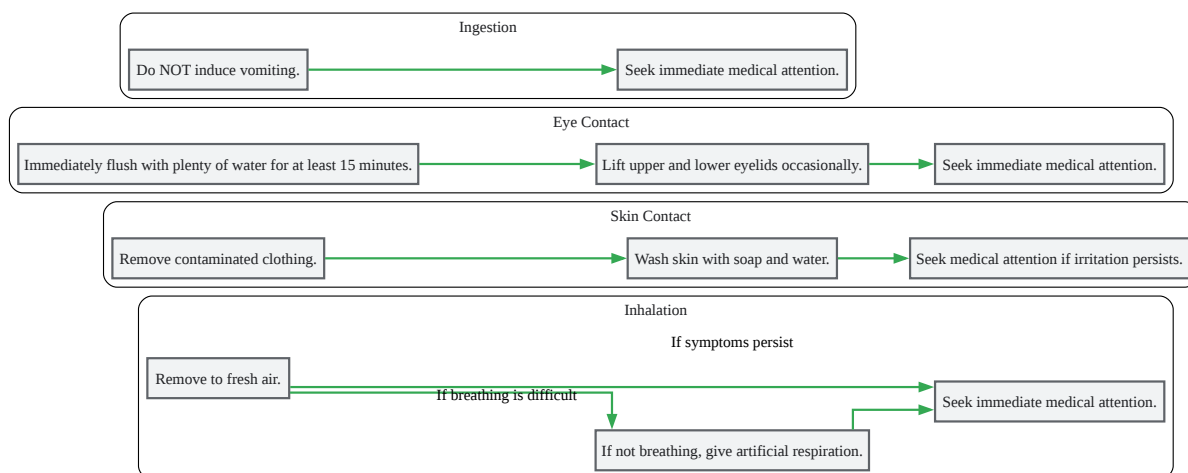 Ingestion
Do NOT induce vomiting.
Seek immediate medical attention.
Eye Contact
Immediately flush with plenty of water for at least 15 minutes.
Lift upper and lower eyelids occasionally.
Seek immediate medical attention.
Skin Contact
Remove contaminated clothing.
Wash skin with soap and water.
Seek medical attention if irritation persists.
Inhalation
If symptoms persist
Remove to fresh air.
If breathing is difficult
Seek immediate medical attention.
If not breathing, give artificial respiration.